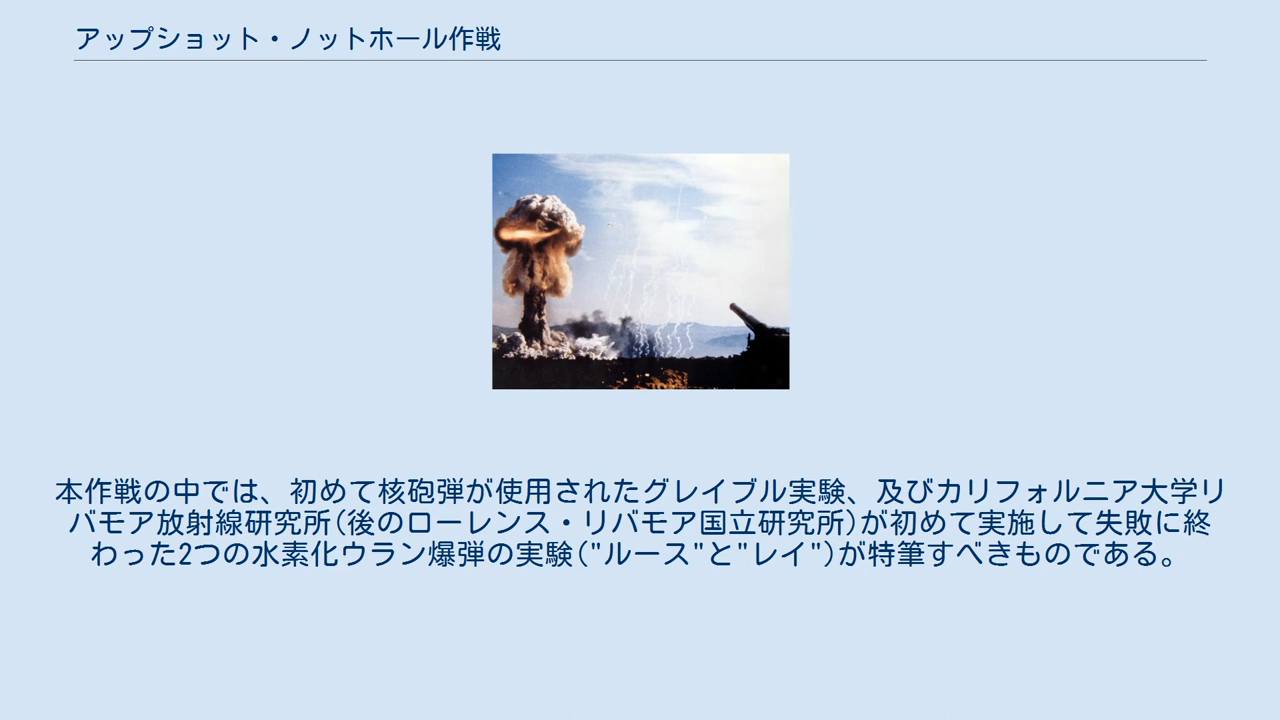 アップショット・ノットホール作戦
本作戦の中では、初めて核砲弾が使用されたグレイブル実験、及びカリフォルニア大学リ
バモア放射線研究所(後のローレンス・リバモア国立研究所)が初めて実施して失敗に終
わった2つの水素化ウラン爆弾の実験("ルース"と"レイ")が特筆すべきものである。